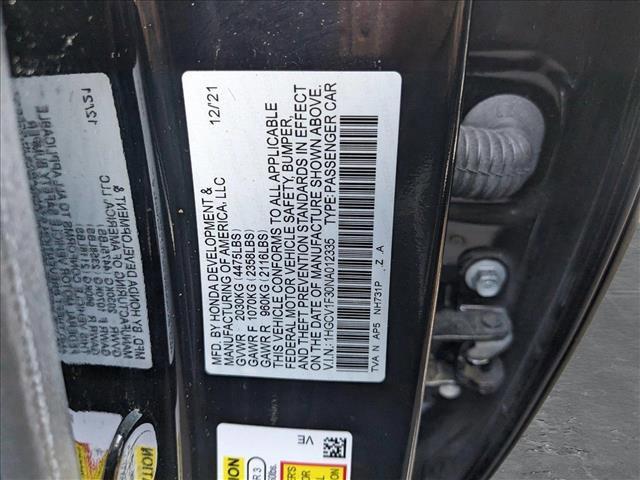 MFD. BY HONDA DEVELOPMENT & 12/21
MANUFACTURING OF AMERICA, LLC
GVWR 2030KG (4475LBS)
GAWR F 1070KG (2358LBS)
GAWR R 960KG (2116LBS)
THIS VEHICLE CONFORMS TO ALL APPLICABLE
FEDERAL MOTOR VEHICLE SAFETY, BUMPER,
AND THEFT PREVENTION STANDARDS IN EFFECT
ON THE DATE OF MANUFACTURE SHOWN ABOVE.
V.I.N.: 1HGCV1F39NA012335 TYPE:PASSENGER CAR
TVA N AP5 NH731P Z A
VE